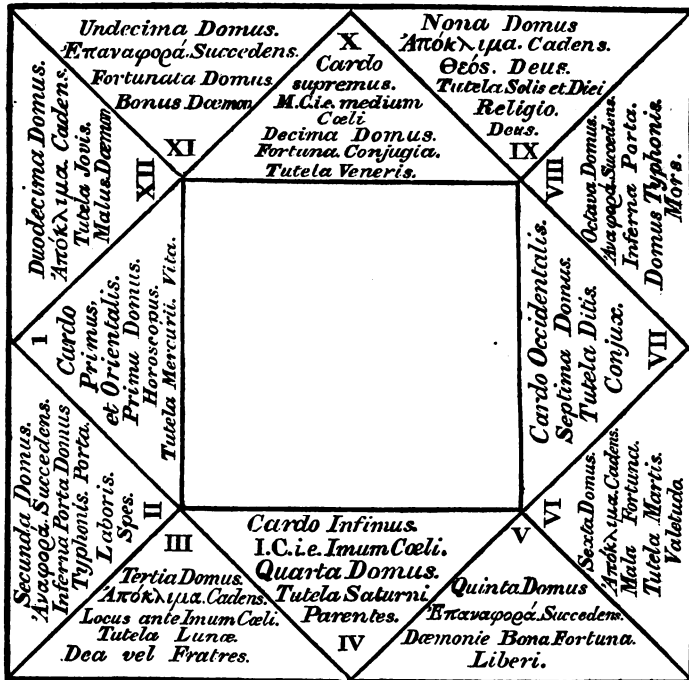 Undecima Domus.
Ἐπαναφορά. Succedens.
Fortunata Domus.
Bonus Dæmon
XI
X
Cardo
supremus.
M.C.i.e. medium
Cœli
Decima Domus.
Fortuna. Conjugia.
Tutela Veneris.
Nona Domus
Ἀπόκλιμα. Cadens.
Θεός. Deus.
Tutela Solis et Diei
Religio.
Deus.
IX
VIII
Octava Domus.
Ἀναφορά Succedens.
Inferna Porta.
Domus Typhonis.
Mors.
Duodecima Domus.
Ἀπόκλιμα. Cadens.
Tutela Jovis.
Malus Dæmon
XII
1
Cardo
Primus,
et Orientalis.
Prima Domus.
Horoscopus.
Tutela Mercurii. Vita.
Cardo Occidentalis.
Septima Domus.
Tutela Ditis.
Conjux.
VII
Secunda Domus.
Ἀναφορά. Succedens.
Inferna Porta Domus
Typhonis. Porta.
Laboris.
Spes.
II
III
Tertia Domus.
Ἀπόκλιμα. Cadens.
Locus ante Imum Cœli.
Tutela Lunæ.
Dea vel Fratres.
Cardo Infimus.
I.C.i.e. Imum Cœli.
Quarta Domus.
Tutela Saturni
Parentes.
IV
V
Quinta Domus
Ἐπαναφορά. Succedens.
Dæmonie Bona Fortuna.
Liberi.
VI
Sexta Domus.
Ἀπόκλιμα. Cadens.
Mala Fortuna.
Tutela Martis.
Valetuda